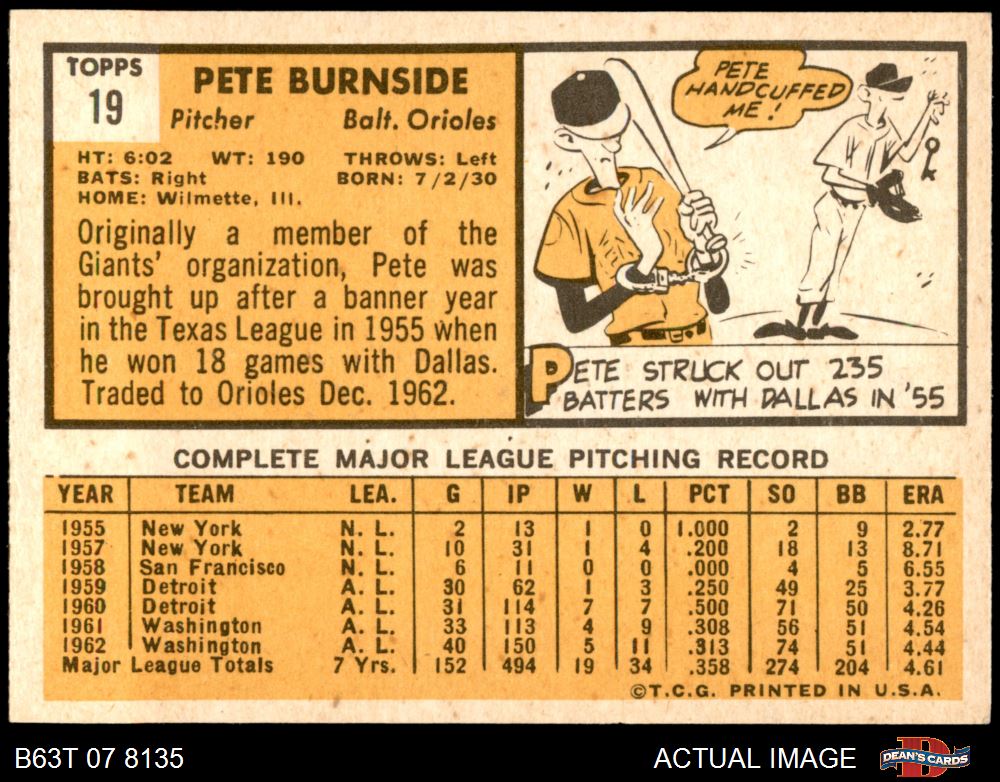 TOPPS
19
PETE BURNSIDE
Pitcher Balt. Orioles
HT: 6:02 WT: 190 THROWS: Left
BATS: Right BORN: 7/2/30
HOME: Wilmette, Ill.
Originally a member of the
Giants' organization, Pete was
brought up after a banner year
in the Texas League in 1955 when
he won 18 games with Dallas.
Traded to Orioles Dec. 1962.
PETE
HANDCUFFED
ME!
PETE STRUCK OUT 235
BATTERS WITH DALLAS IN '55
COMPLETE MAJOR LEAGUE PITCHING RECORD
YEAR TEAM LEA. G IP W L PCT SO BB ERA
1955 New York N. L. 2 13 1 0 1.000 2 9 2.77
1957 New York N. L. 10 31 1 4 .200 18 13 8.71
1958 San Francisco N. L. 6 11 0 0 .000 4 5 6.55
1959 Detroit A. L. 30 62 1 3 .250 49 25 3.77
1960 Detroit A. L. 31 114 7 7 .500 71 50 4.26
1961 Washington A. L. 33 113 4 9 .308 56 51 4.54
1962 Washington A. L. 40 150 5 11 .313 74 51 4.44
Major League Totals 7 Yrs. 152 494 19 34 .358 274 204 4.61
©T.C.G. PRINTED IN U.S.A.
B63T 07 8135 ACTUAL IMAGE DEAN'S CARDS